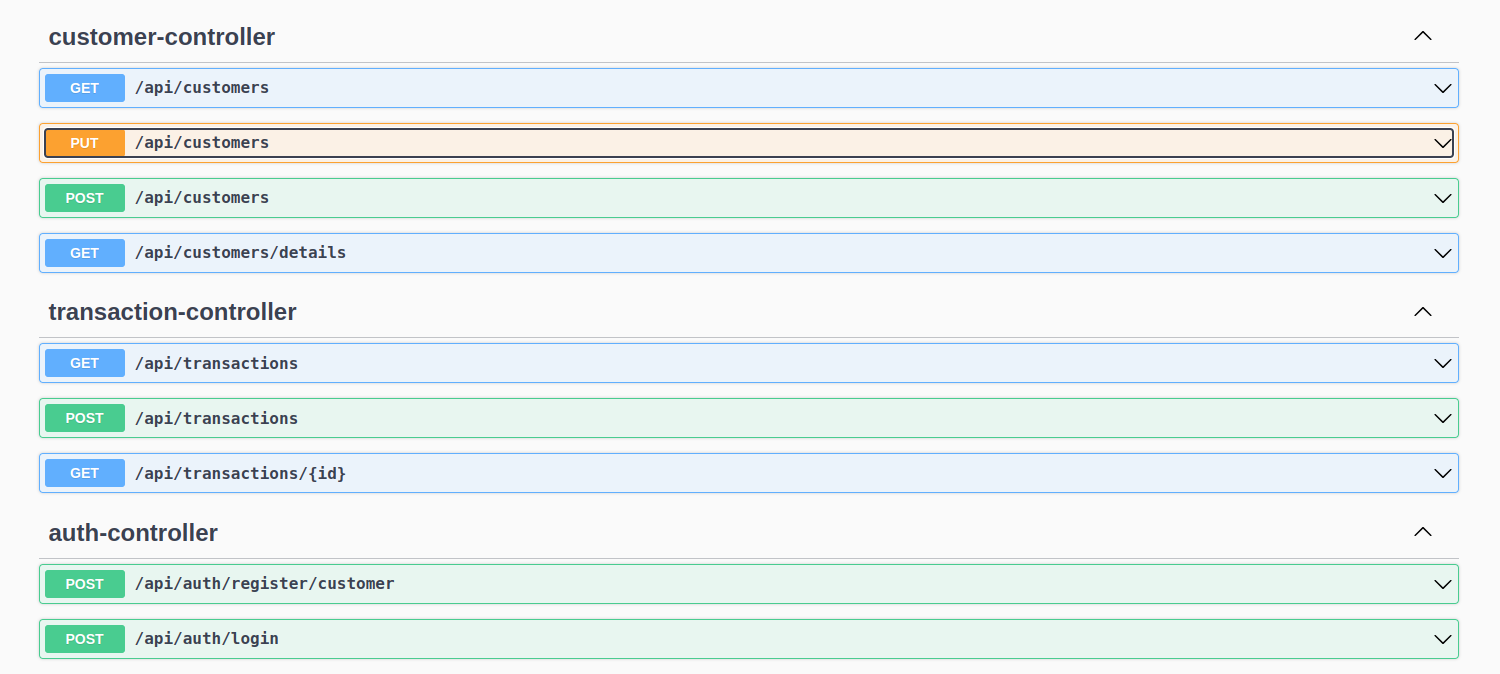 customer-controller
GET /api/customers
PUT /api/customers
POST /api/customers
GET /api/customers/details
transaction-controller
GET /api/transactions
POST /api/transactions
GET /api/transactions/{id}
auth-controller
POST /api/auth/register/customer
POST /api/auth/login